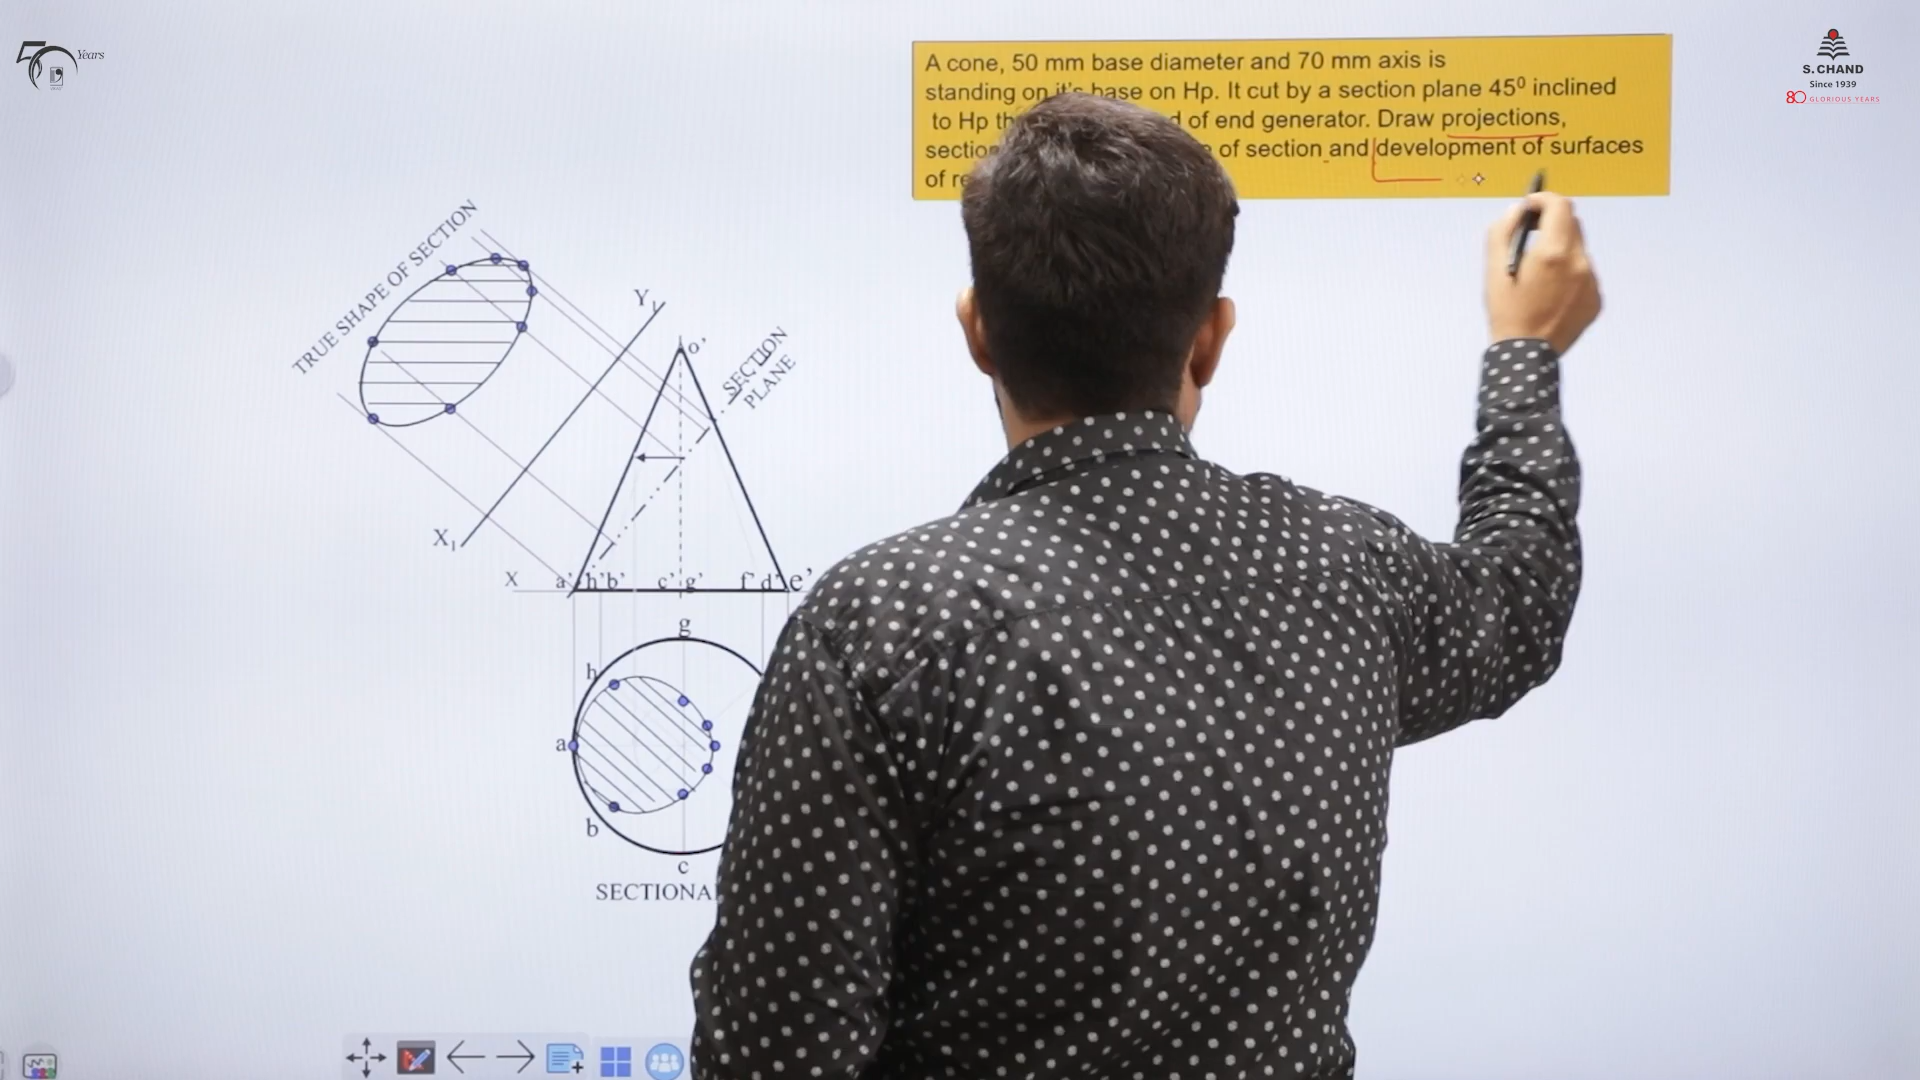 50 Years
A cone, 50 mm base diameter and 70 mm axis is
standing on it's base on Hp. It cut by a section plane 45⁰ inclined
to Hp of end generator. Draw projections,
of section and development of surfaces
of
S. CHAND
Since 1939
80 GLORIOUS YEARS
TRUE SHAPE OF SECTION
Y1
o'
SECTION
PLANE
X1
X a' h' b' c' g' f' d' e'
g
h
a
b
c